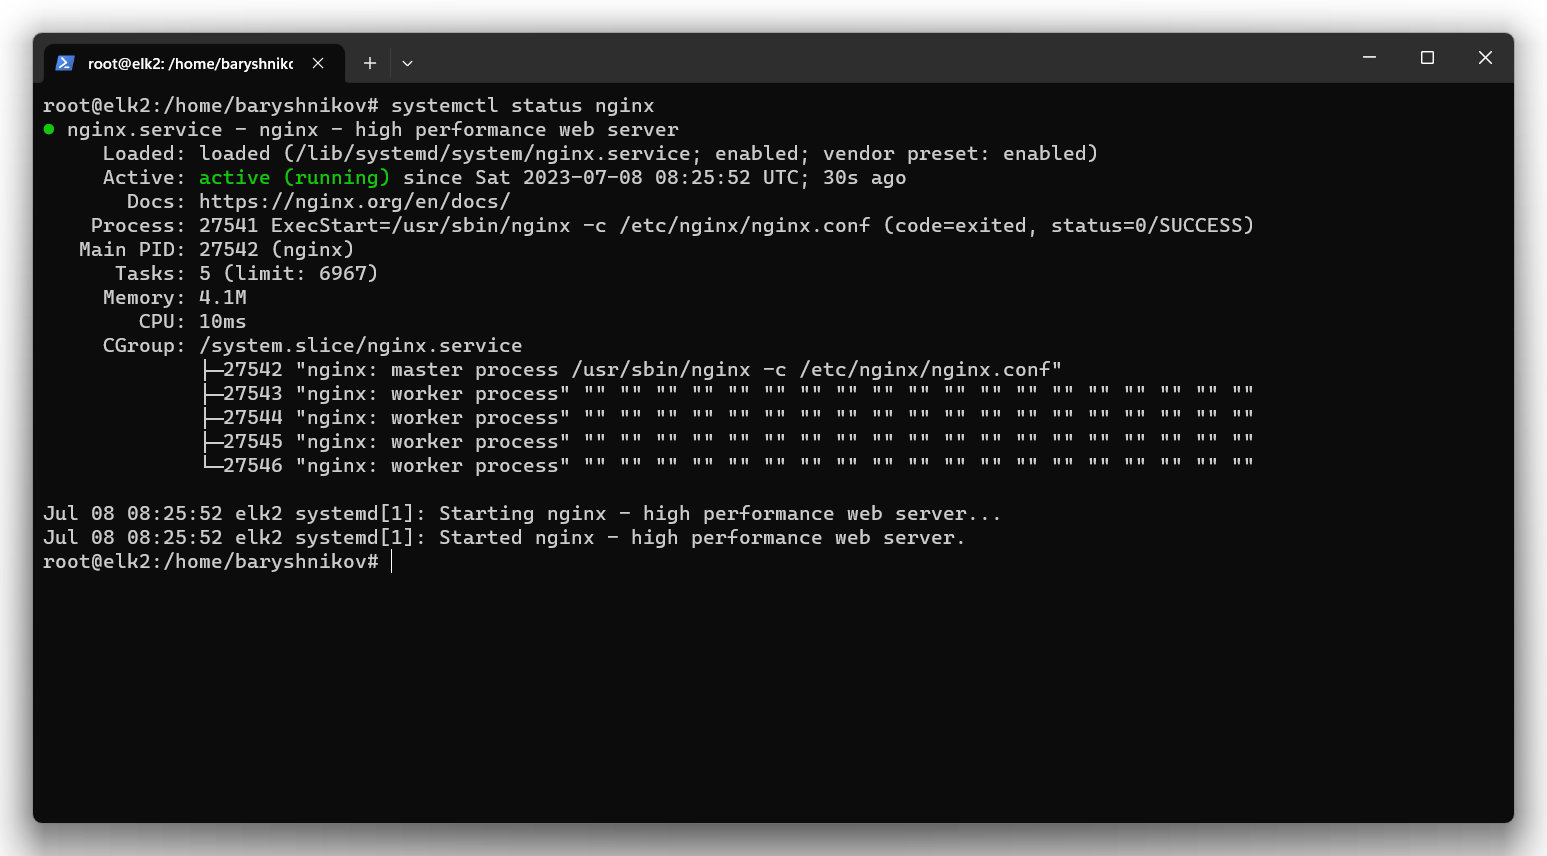 root@elk2: /home/baryshnikc
root@elk2:/home/baryshnikov# systemctl status nginx
● nginx.service - nginx - high performance web server
     Loaded: loaded (/lib/systemd/system/nginx.service; enabled; vendor preset: enabled)
     Active: active (running) since Sat 2023-07-08 08:25:52 UTC; 30s ago
       Docs: https://nginx.org/en/docs/
    Process: 27541 ExecStart=/usr/sbin/nginx -c /etc/nginx/nginx.conf (code=exited, status=0/SUCCESS)
   Main PID: 27542 (nginx)
      Tasks: 5 (limit: 6967)
     Memory: 4.1M
        CPU: 10ms
     CGroup: /system.slice/nginx.service
             ├─27542 "nginx: master process /usr/sbin/nginx -c /etc/nginx/nginx.conf"
             ├─27543 "nginx: worker process" "" "" "" "" "" "" "" "" "" "" "" "" "" "" "" "" "" "" ""
             ├─27544 "nginx: worker process" "" "" "" "" "" "" "" "" "" "" "" "" "" "" "" "" "" "" ""
             ├─27545 "nginx: worker process" "" "" "" "" "" "" "" "" "" "" "" "" "" "" "" "" "" "" ""
             └─27546 "nginx: worker process" "" "" "" "" "" "" "" "" "" "" "" "" "" "" "" "" "" "" ""
Jul 08 08:25:52 elk2 systemd[1]: Starting nginx - high performance web server...
Jul 08 08:25:52 elk2 systemd[1]: Started nginx - high performance web server.
root@elk2:/home/baryshnikov#